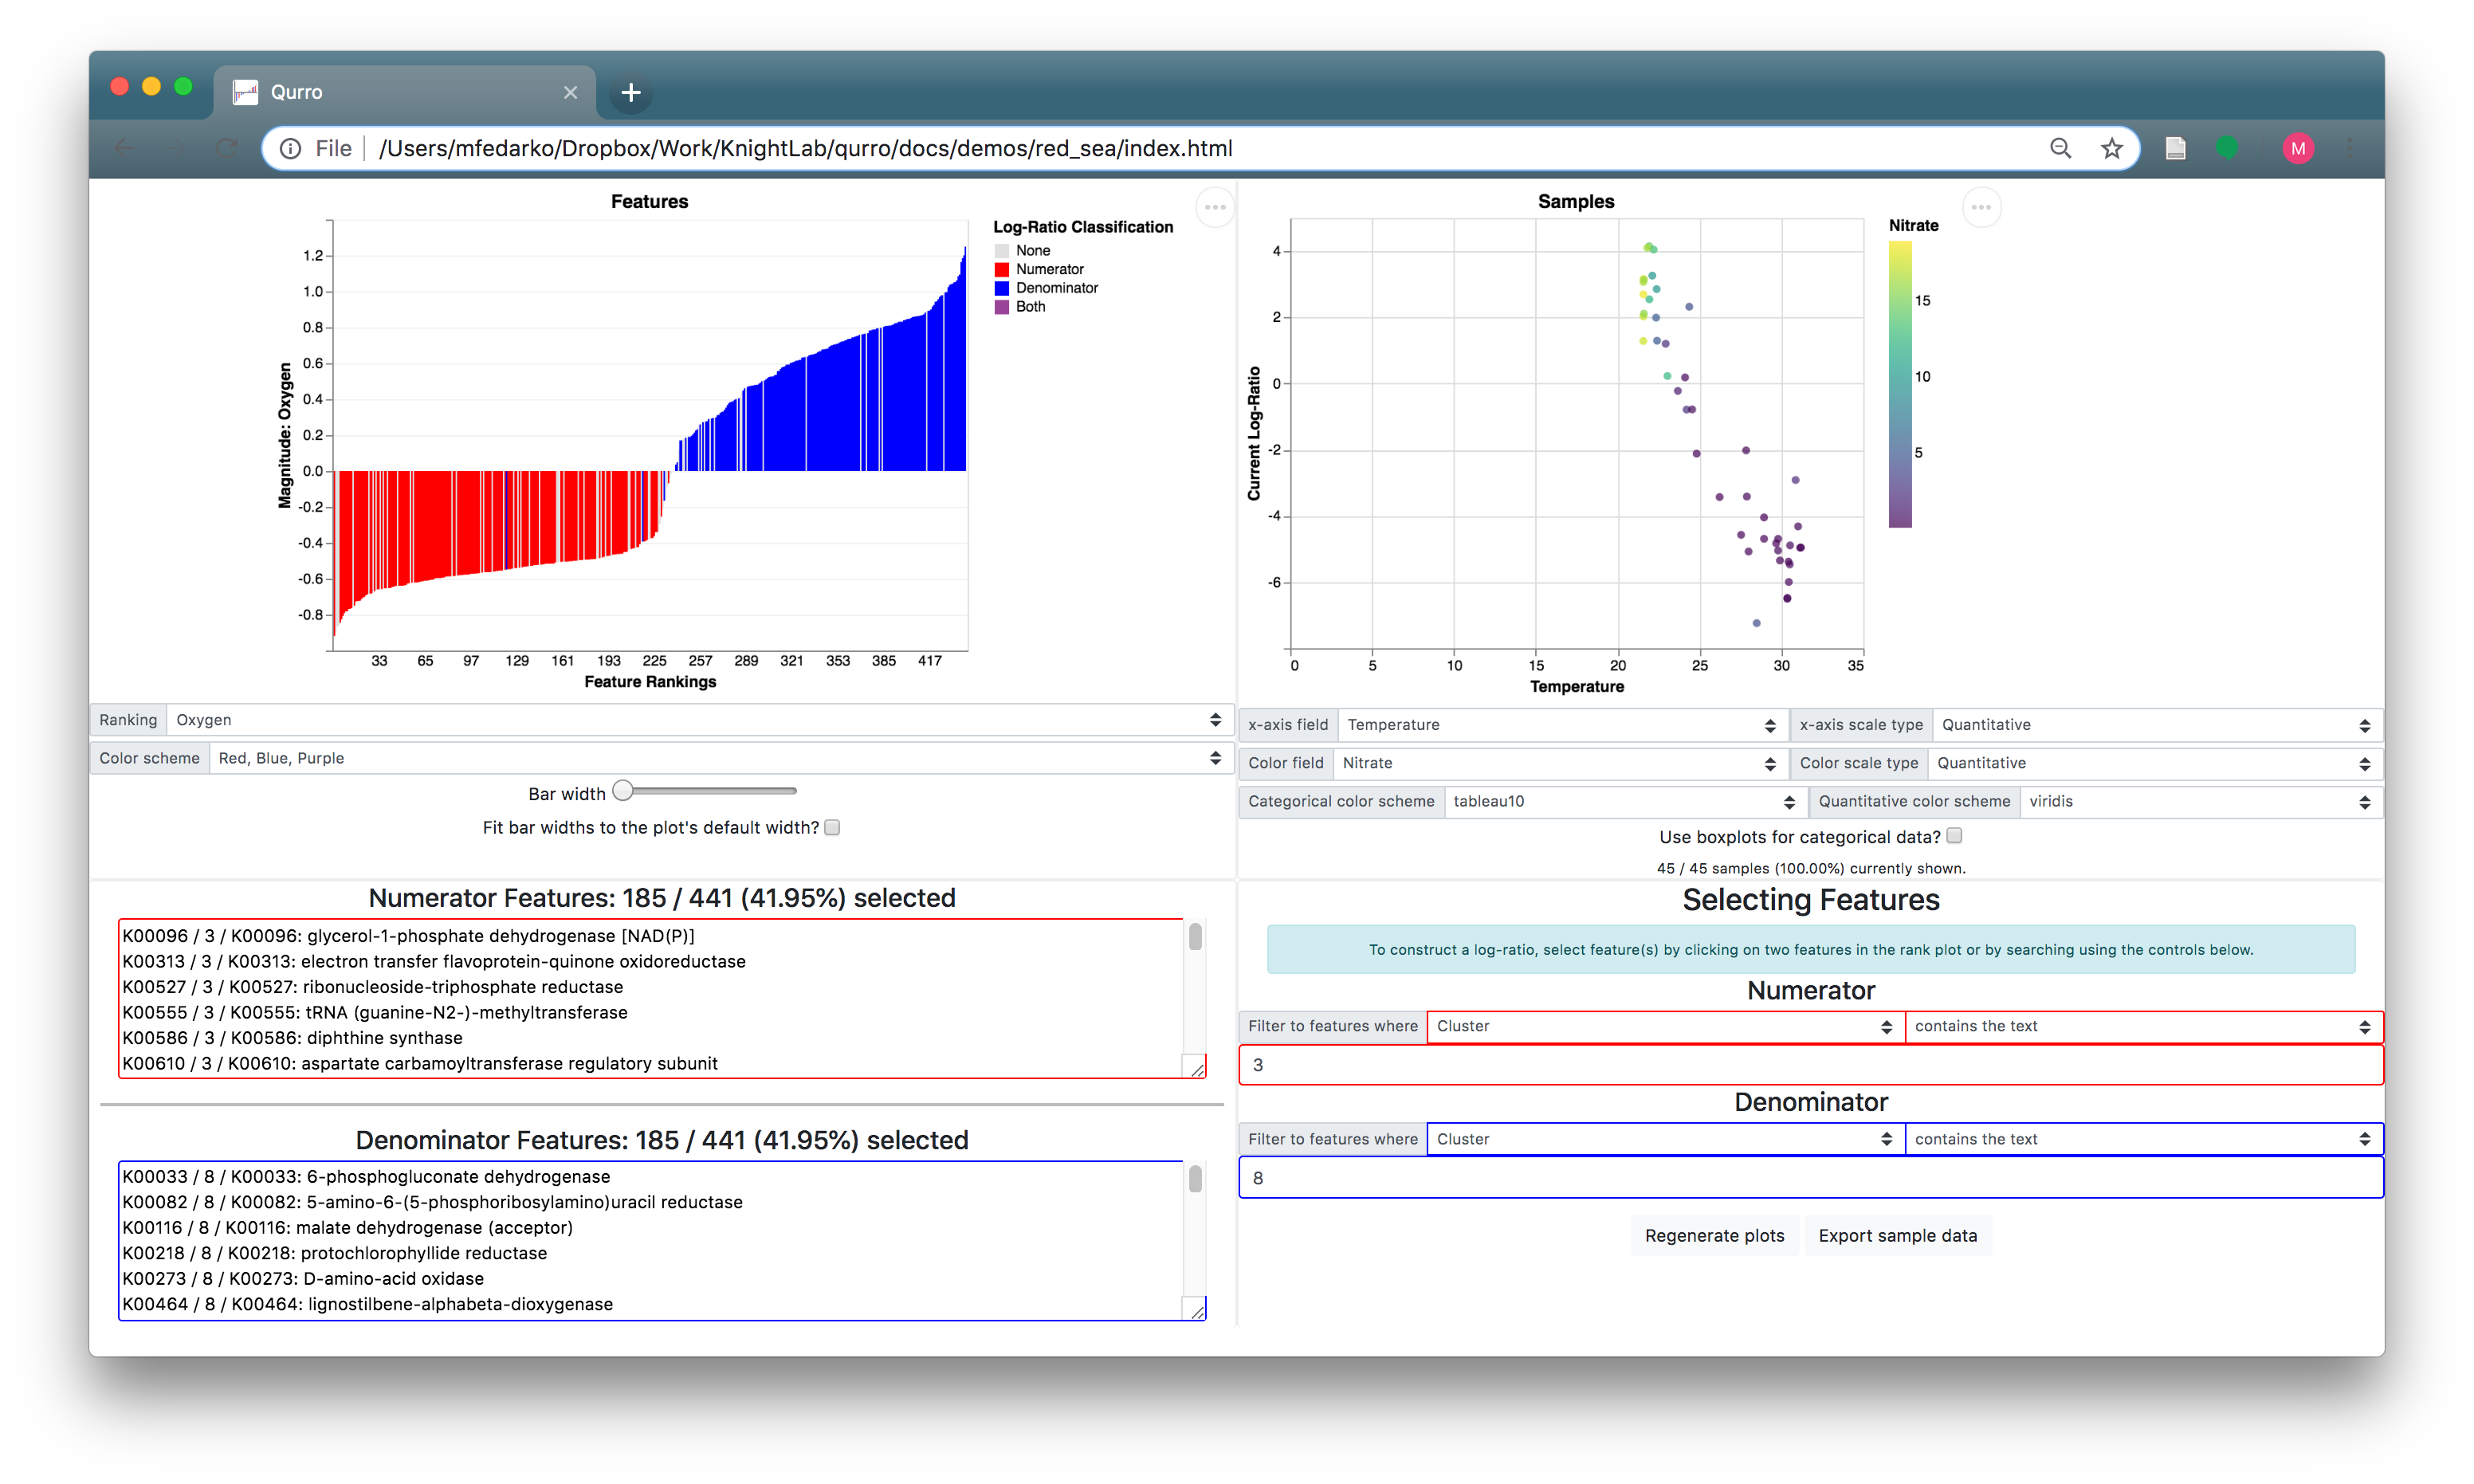 Qurro
File /Users/mfedarko/Dropbox/Work/KnightLab/qurro/docs/demos/red_sea/index.html
M
Features
Magnitude: Oxygen
1.2
1.0
0.8
0.6
0.4
0.2
0.0
-0.2
-0.4
-0.6
-0.8
33 65 97 129 161 193 225 257 289 321 353 385 417
Feature Rankings
Log-Ratio Classification
None
Numerator
Denominator
Both
Ranking Oxygen
Color scheme Red, Blue, Purple
Bar width
Fit bar widths to the plot's default width?
Samples
Current Log-Ratio
4
2
0
-2
-4
-6
0 5 10 15 20 25 30 35
Temperature
Nitrate
15
10
5
x-axis field Temperature x-axis scale type Quantitative
Color field Nitrate Color scale type Quantitative
Categorical color scheme tableau10 Quantitative color scheme viridis
Use boxplots for categorical data?
45 / 45 samples (100.00%) currently shown.
Numerator Features: 185 / 441 (41.95%) selected
K00096 / 3 / K00096: glycerol-1-phosphate dehydrogenase [NAD(P)]
K00313 / 3 / K00313: electron transfer flavoprotein-quinone oxidoreductase
K00527 / 3 / K00527: ribonucleoside-triphosphate reductase
K00555 / 3 / K00555: tRNA (guanine-N2-)-methyltransferase
K00586 / 3 / K00586: diphthine synthase
K00610 / 3 / K00610: aspartate carbamoyltransferase regulatory subunit
Denominator Features: 185 / 441 (41.95%) selected
K00033 / 8 / K00033: 6-phosphogluconate dehydrogenase
K00082 / 8 / K00082: 5-amino-6-(5-phosphoribosylamino)uracil reductase
K00116 / 8 / K00116: malate dehydrogenase (acceptor)
K00218 / 8 / K00218: protochlorophyllide reductase
K00273 / 8 / K00273: D-amino-acid oxidase
K00464 / 8 / K00464: lignostilbene-alphabeta-dioxygenase
Selecting Features
To construct a log-ratio, select feature(s) by clicking on two features in the rank plot or by searching using the controls below.
Numerator
Filter to features where Cluster contains the text
3
Denominator
Filter to features where Cluster contains the text
8
Regenerate plots Export sample data